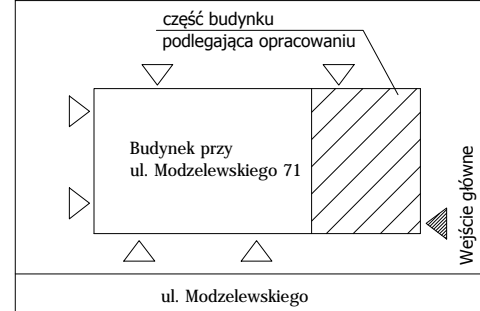 część budynku
podlegająca opracowaniu
Budynek przy
ul. Modzelewskiego 71
Wejście główne
ul. Modzelewskiego